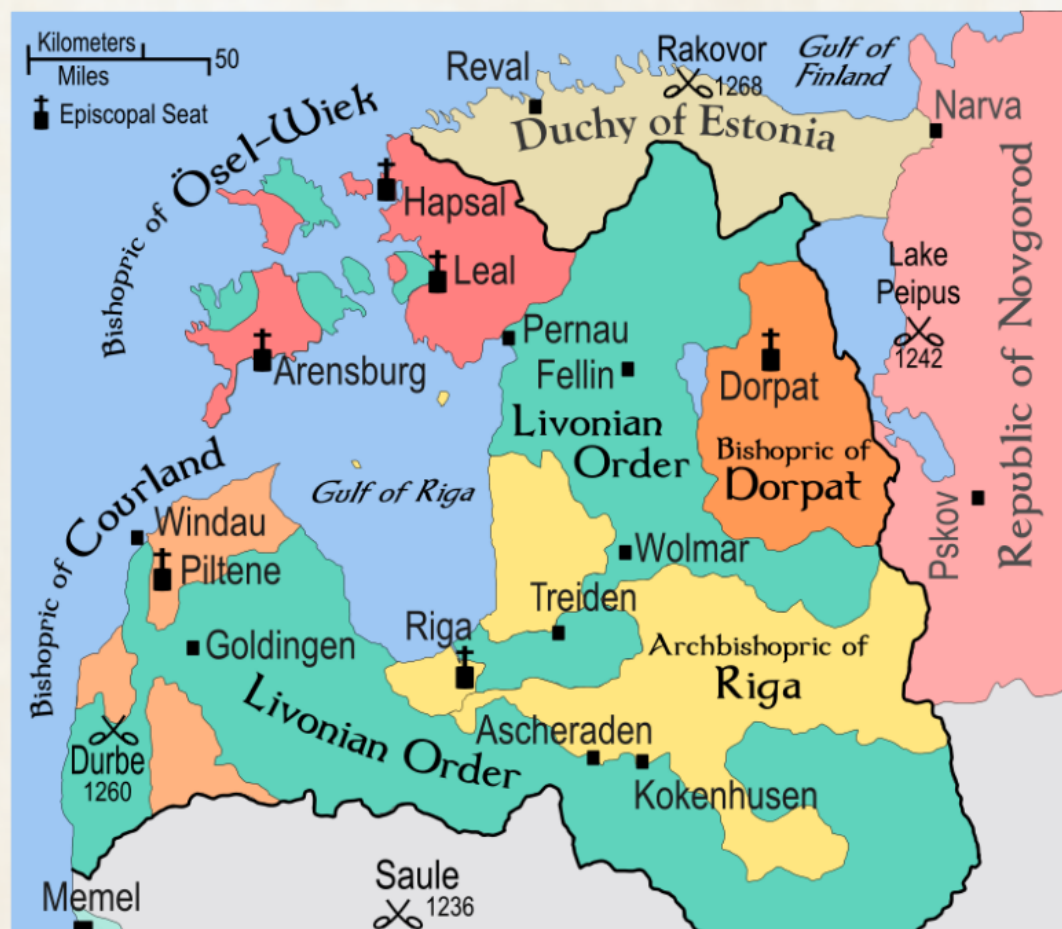 Kilometers
50
Miles
Episcopal Seat
Bishopric of Ösel-Wiek
Reval
Rakovor
1268
Gulf of
Finland
Duchy of Estonia
Narva
Republic of Novgorod
Hapsal
Leal
Lake
Peipus
1242
Arensburg
Pernau
Fellin
Dorpat
Livonian
Order
Bishopric of
Dorpat
Pskov
Bishopric of Courland
Gulf of Riga
Windau
Piltene
Wolmar
Treiden
Riga
Goldingen
Archbishopric of
Riga
Livonian Order
Ascheraden
Kokenhusen
Durbe
1260
Saule
1236
Memel